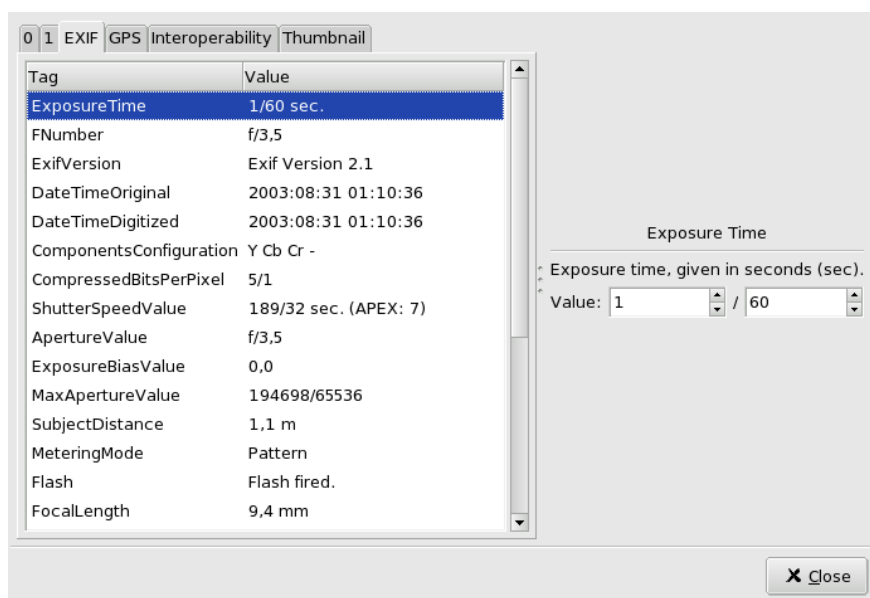 0 1 EXIF GPS Interoperability Thumbnail
Tag Value
ExposureTime 1/60 sec.
FNumber f/3,5
ExifVersion Exif Version 2.1
DateTimeOriginal 2003:08:31 01:10:36
DateTimeDigitized 2003:08:31 01:10:36
ComponentsConfiguration Y Cb Cr -
CompressedBitsPerPixel 5/1
ShutterSpeedValue 189/32 sec. (APEX: 7)
ApertureValue f/3,5
ExposureBiasValue 0,0
MaxApertureValue 194698/65536
SubjectDistance 1,1 m
MeteringMode Pattern
Flash Flash fired.
FocalLength 9,4 mm
Exposure Time
Exposure time, given in seconds (sec).
Value: 1 / 60
Close